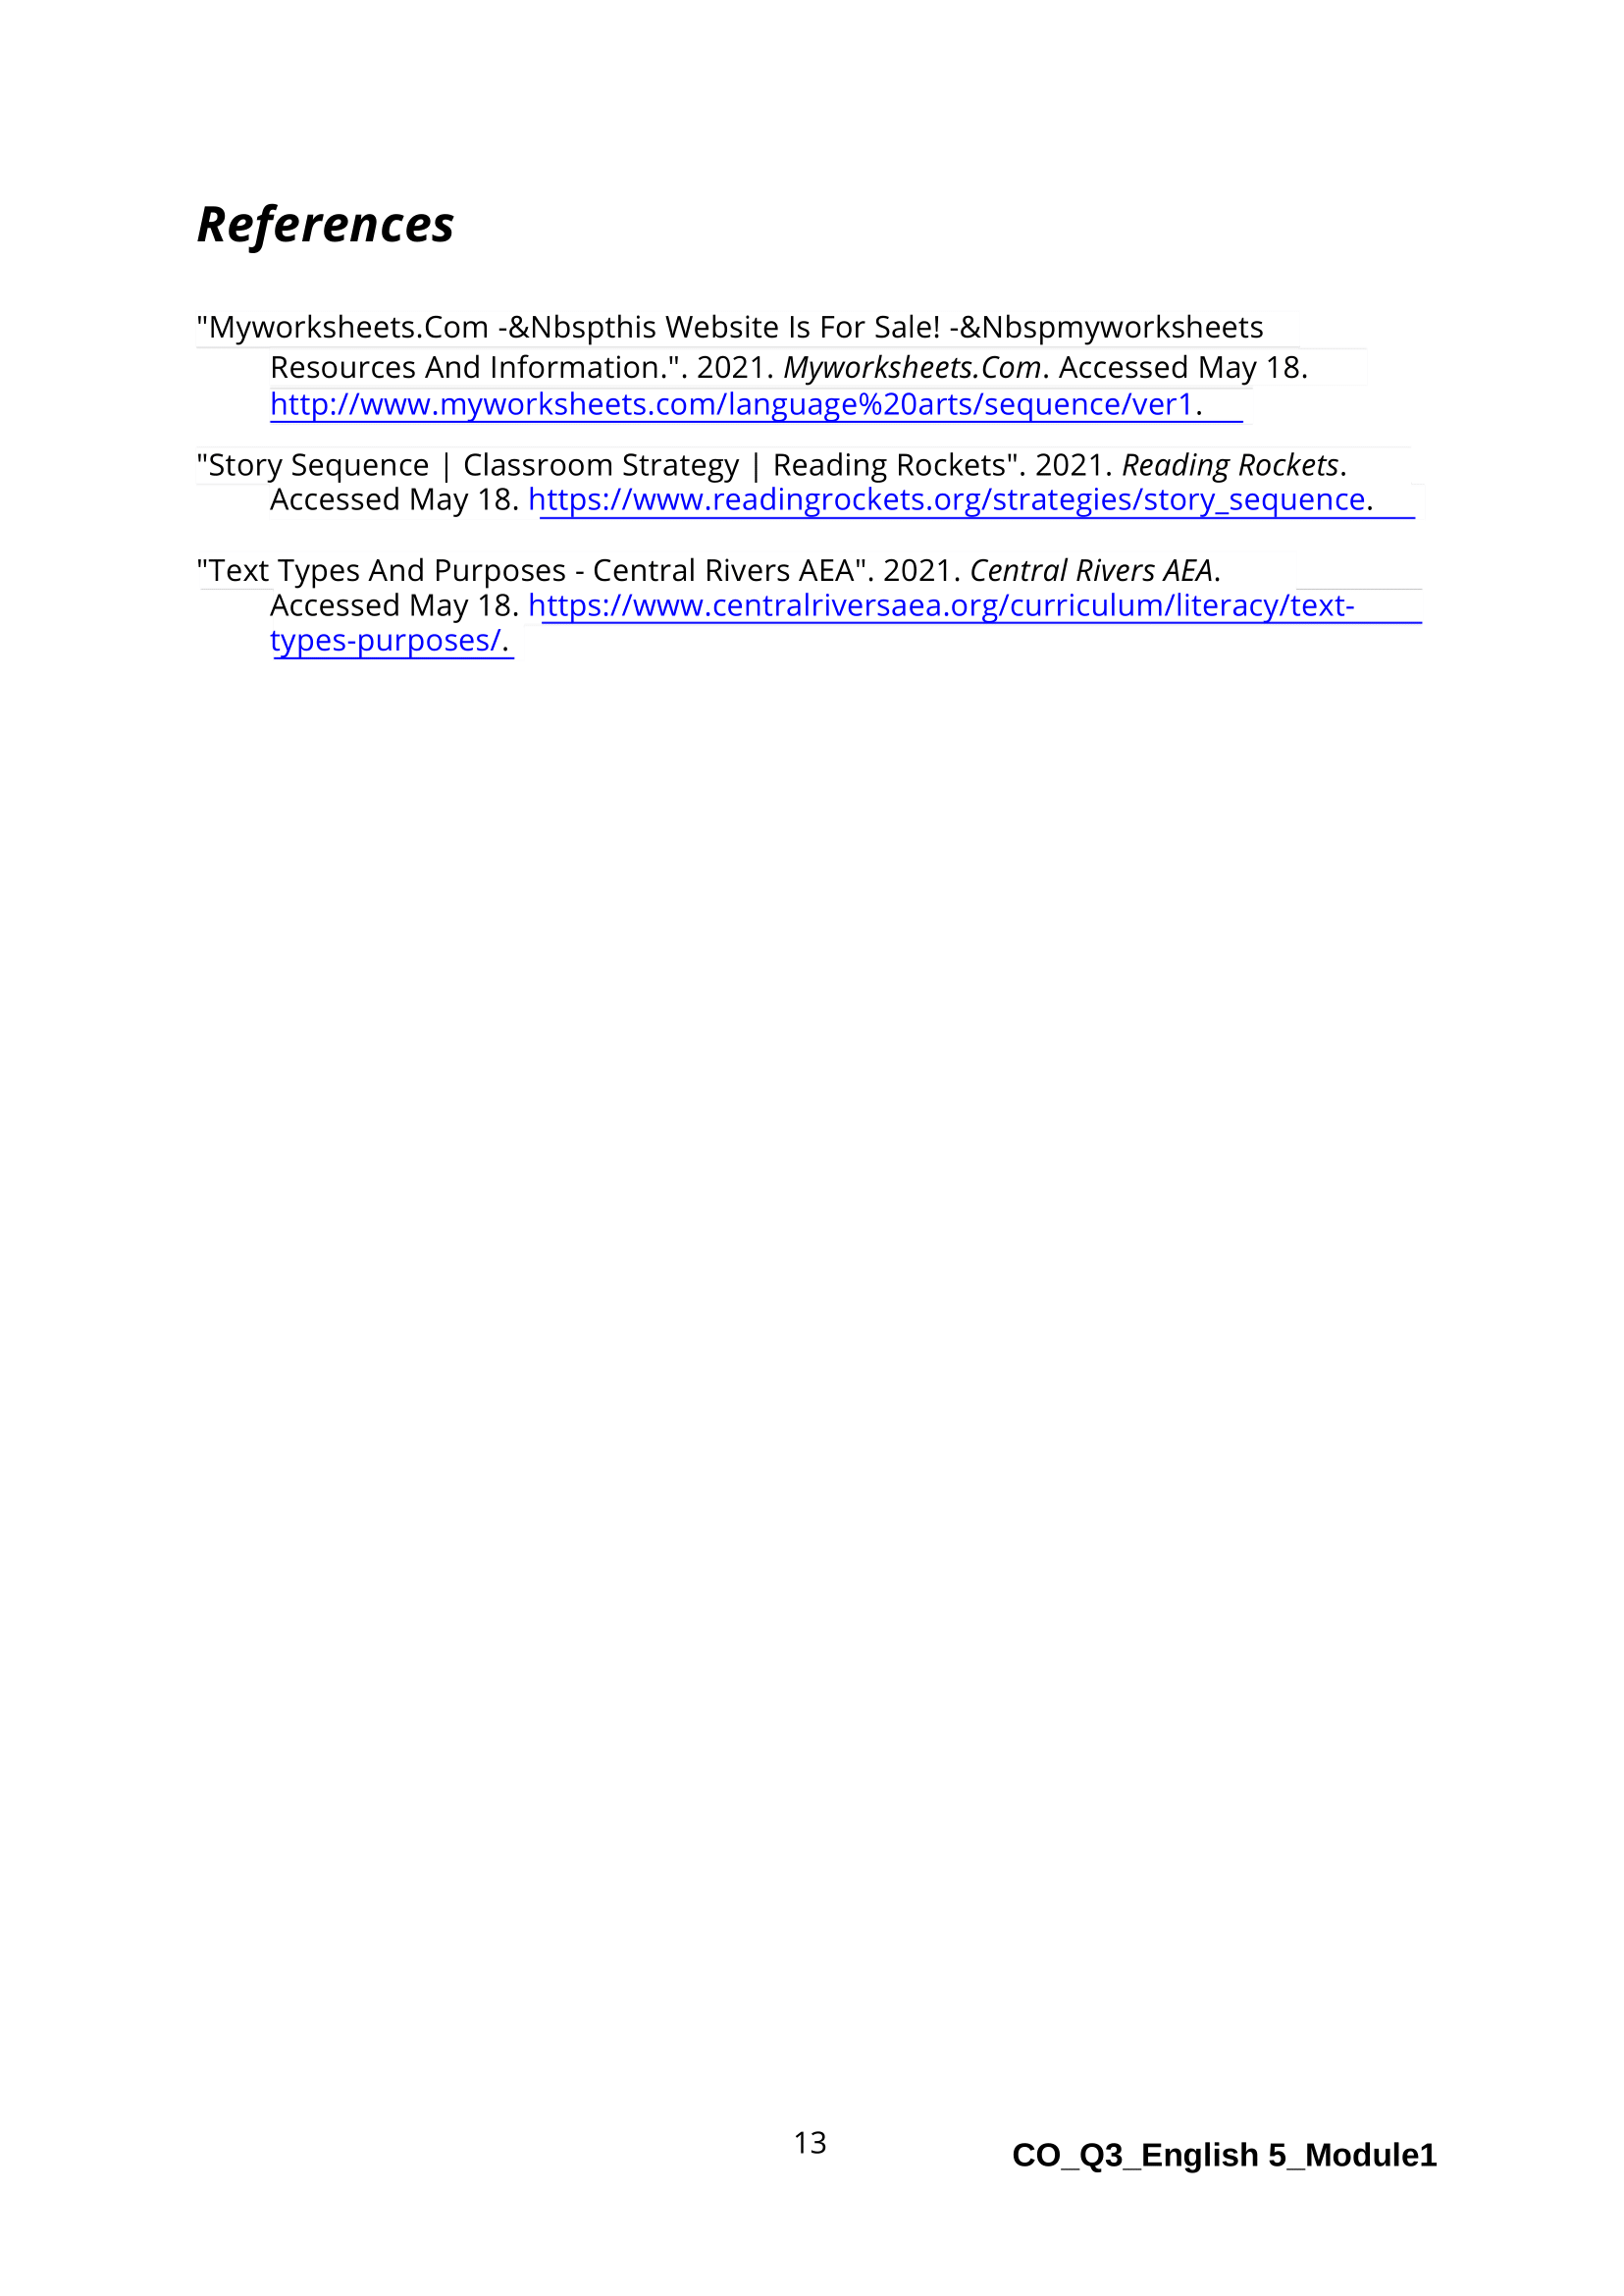 References
"Myworksheets.Com -&Nbspthis Website Is For Sale! -&Nbspmyworksheets
Resources And Information.". 2021. Myworksheets.Com. Accessed May 18.
http://www.myworksheets.com/language%20arts/sequence/ver1.
"Story Sequence | Classroom Strategy | Reading Rockets". 2021. Reading Rockets.
Accessed May 18. https://www.readingrockets.org/strategies/story_sequence.
"Text Types And Purposes - Central Rivers AEA". 2021. Central Rivers AEA.
Accessed May 18. https://www.centralriversaea.org/curriculum/literacy/text-
types-purposes/.
13
CO_Q3_English 5_Module1